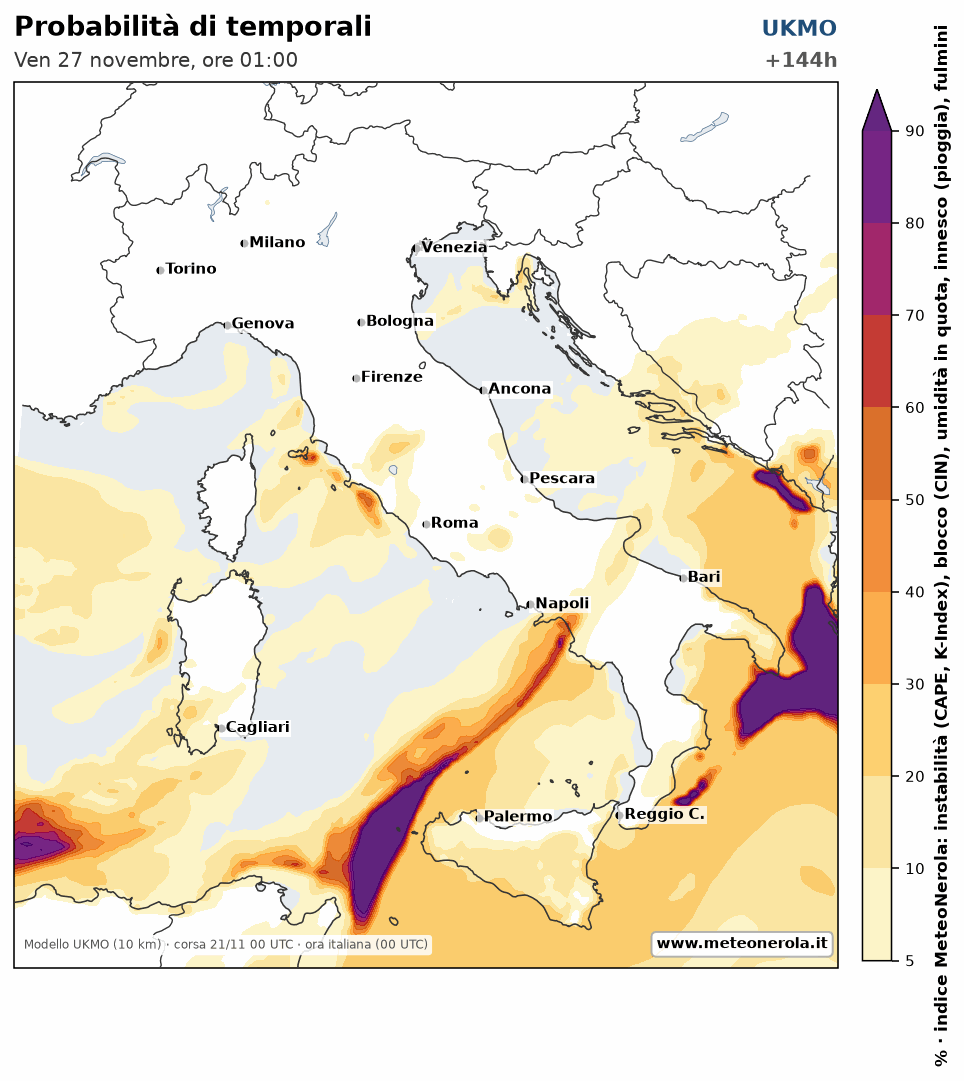 Probabilità di temporali
UKMO
Ven 27 novembre, ore 01:00
+144h
Milano
Venezia
Torino
Genova
Bologna
Firenze
Ancona
Pescara
Roma
Bari
Napoli
Cagliari
Palermo
Reggio C.
Modello UKMO (10 km) · corsa 21/11 00 UTC · ora italiana (00 UTC)
www.meteonerola.it
90
80
70
60
50
40
30
20
10
5
% · indice MeteoNerola: instabilità (CAPE, K-Index), blocco (CIN), umidità in quota, innesco (pioggia), fulmini